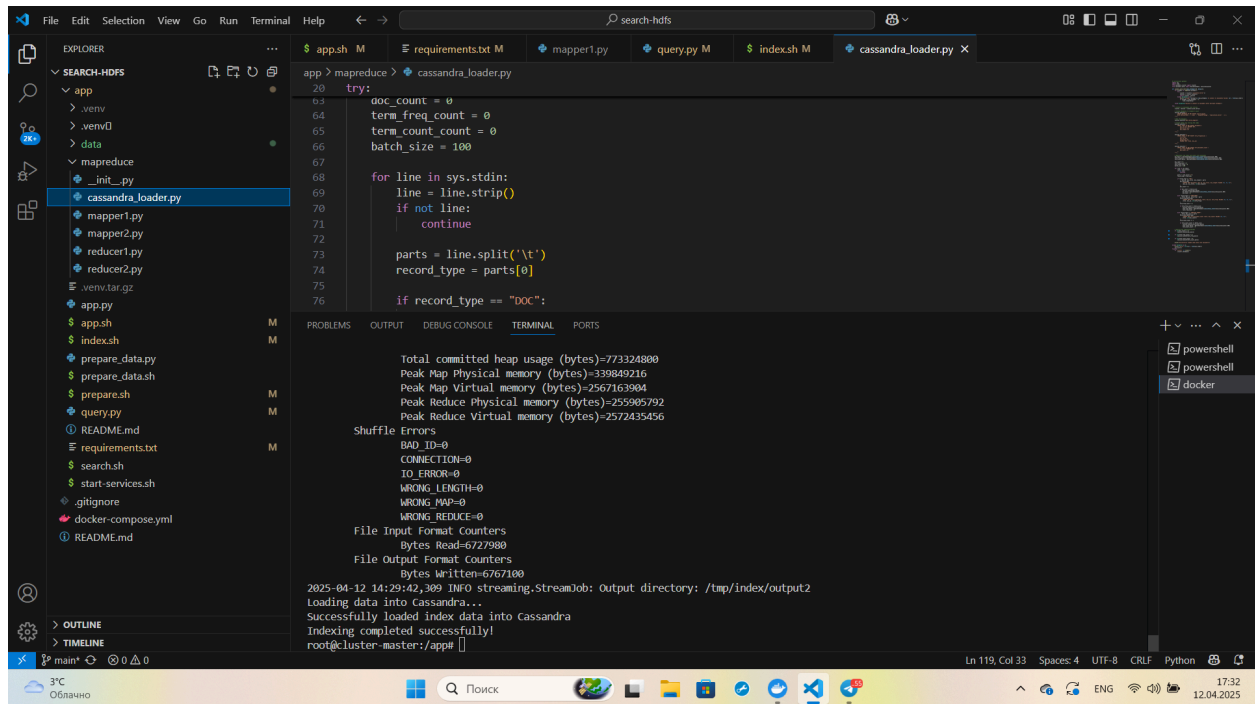 File Edit Selection View Go Run Terminal Help
search-hdfs
EXPLORER
SEARCH-HDFS
app
.venv
.venv
data
mapreduce
__init__.py
cassandra_loader.py
mapper1.py
mapper2.py
reducer1.py
reducer2.py
.venv.tar.gz
app.py
app.sh M
index.sh M
prepare_data.py
prepare_data.sh
prepare.sh M
query.py M
README.md
requirements.txt M
search.sh
start-services.sh
.gitignore
docker-compose.yml
README.md
OUTLINE
TIMELINE
2K+
app.sh M requirements.txt M mapper1.py query.py M index.sh M cassandra_loader.py
app > mapreduce > cassandra_loader.py
20 try:
63 doc_count = 0
64 term_freq_count = 0
65 term_count_count = 0
66 batch_size = 100
67
68 for line in sys.stdin:
69 line = line.strip()
70 if not line:
71 continue
72
73 parts = line.split('\t')
74 record_type = parts[0]
75
76 if record_type == "DOC":
PROBLEMS OUTPUT DEBUG CONSOLE TERMINAL PORTS
powershell
powershell
docker
Total committed heap usage (bytes)=773324800
Peak Map Physical memory (bytes)=339849216
Peak Map Virtual memory (bytes)=2567163904
Peak Reduce Physical memory (bytes)=255905792
Peak Reduce Virtual memory (bytes)=2572435456
Shuffle Errors
BAD_ID=0
CONNECTION=0
IO_ERROR=0
WRONG_LENGTH=0
WRONG_MAP=0
WRONG_REDUCE=0
File Input Format Counters
Bytes Read=6727980
File Output Format Counters
Bytes Written=6767100
2025-04-12 14:29:42,309 INFO streaming.StreamJob: Output directory: /tmp/index/output2
Loading data into Cassandra...
Successfully loaded index data into Cassandra
Indexing completed successfully!
root@cluster-master:/app#
main* 0 0 Ln 119, Col 33 Spaces: 4 UTF-8 CRLF Python
3°C
Облачно
Поиск
55
ENG
17:32
12.04.2025